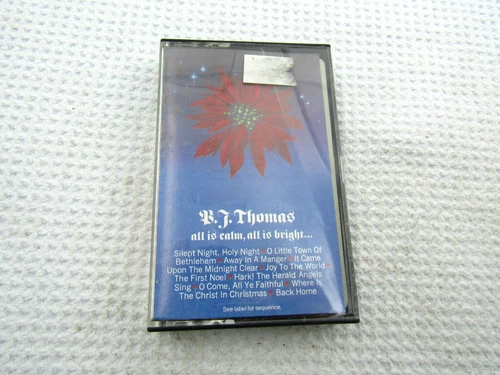 B.J. Thomas
all is calm, all is bright...
Silent Night, Holy Night O Little Town Of
Bethlehem Away In A Manger It Came
Upon The Midnight Clear Joy To The World
The First Noel Hark! The Herald Angels
Sing O Come, All Ye Faithful Where Is
The Christ In Christmas Back Home
See label for sequence.